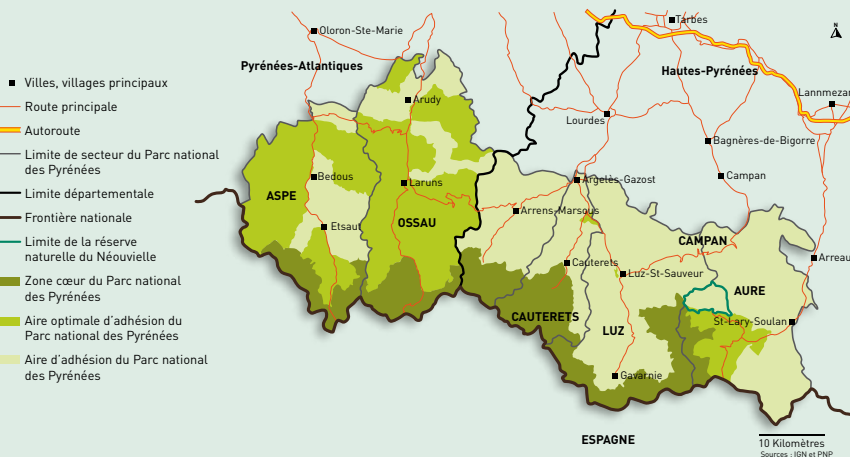 Oloron-Ste-Marie
Tarbes
N
Pyrénées-Atlantiques
Hautes-Pyrénées
Villes, villages principaux
Route principale
Autoroute
Limite de secteur du Parc national
des Pyrénées
Limite départementale
Frontière nationale
Limite de la réserve
naturelle du Néouvielle
Zone cœur du Parc national
des Pyrénées
Aire optimale d'adhésion du
Parc national des Pyrénées
Aire d'adhésion du Parc national
des Pyrénées
Arudy
Lannmezan
Lourdes
Bagnères-de-Bigorre
Bedous
Laruns
Argelès-Gazost
Campan
ASPE
Etsaut
OSSAU
Arrens-Marsous
CAMPAN
Cauterets
Luz-St-Sauveur
Arreau
AURE
CAUTERETS
LUZ
St-Lary-Soulan
Gavarnie
ESPAGNE
10 Kilomètres
Sources : IGN et PNP